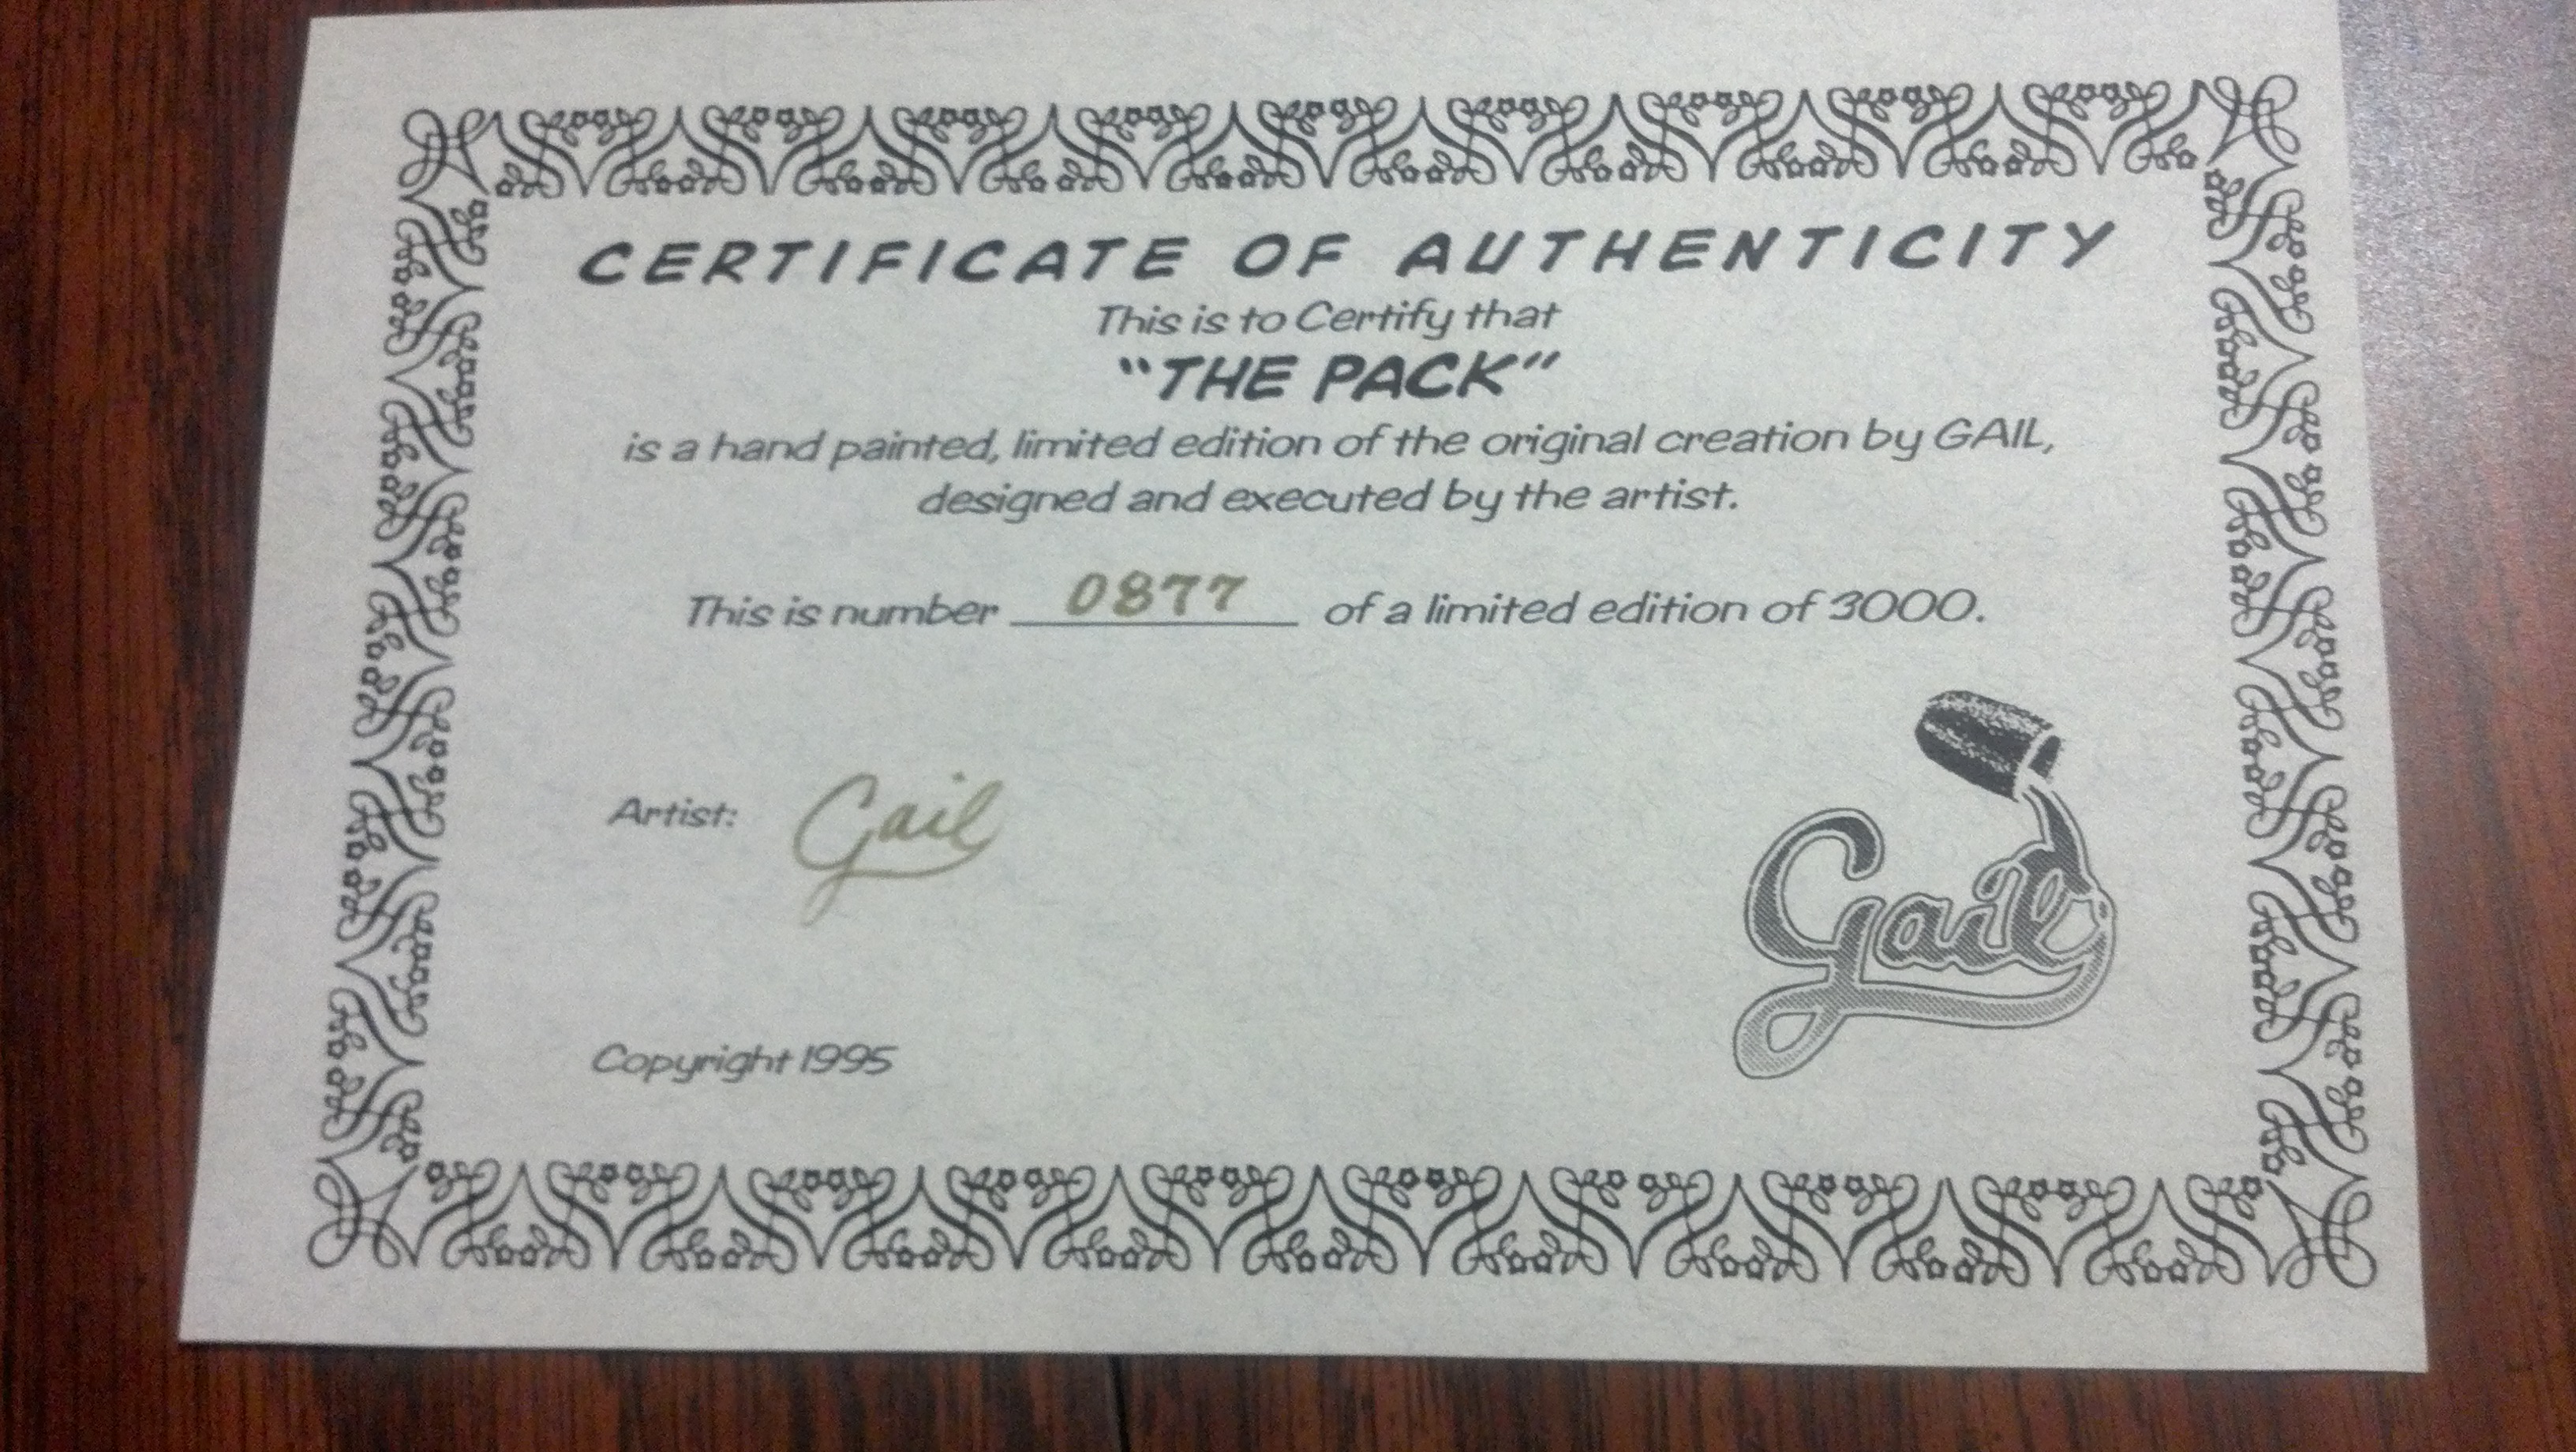 CERTIFICATE OF AUTHENTICITY
This is to Certify that
"THE PACK"
is a hand painted, limited edition of the original creation by GAIL,
designed and executed by the artist.
This is number 0877 of a limited edition of 3000.
Artist: Gail
Gail
Copyright 1995